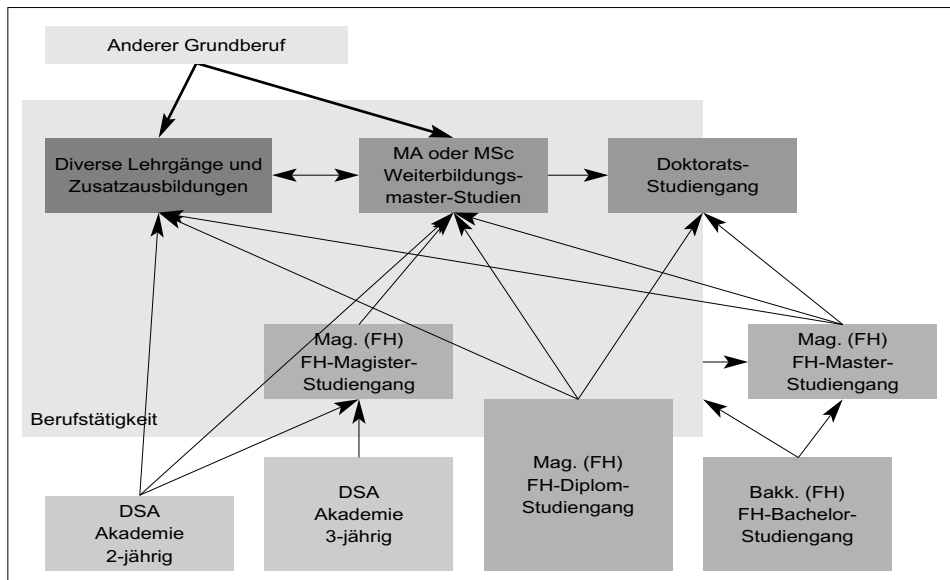 Anderer Grundberuf
Diverse Lehrgänge und
Zusatzausbildungen
MA oder MSc
Weiterbildungs-
master-Studien
Doktorats-
Studiengang
Mag. (FH)
FH-Magister-
Studiengang
Mag. (FH)
FH-Master-
Studiengang
Berufstätigkeit
DSA
Akademie
2-jährig
DSA
Akademie
3-jährig
Mag. (FH)
FH-Diplom-
Studiengang
Bakk. (FH)
FH-Bachelor-
Studiengang